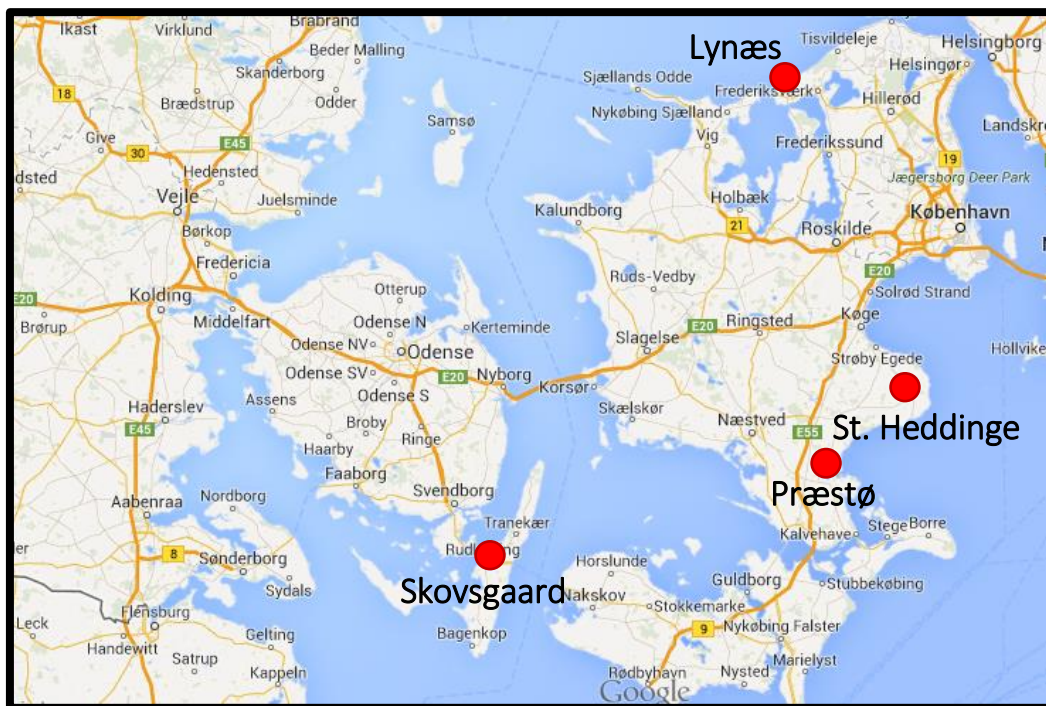 Ikast
Virklund
Brabrand
Beder Malling
Skanderborg
18
Brædstrup
Odder
Samsø
Give
30
E45
Hedensted
Vejle
Juelsminde
Børkop
Fredericia
E20
Kolding
Brørup
Middelfart
Otterup
Odense N
Kerteminde
Odense NV
Odense
Odense SV
E20
Nyborg
Odense S
Assens
Haderslev
E45
Broby
Ringe
Haarby
Faaborg
Svendborg
Nordborg
Aabenraa
Tranekær
8
Sønderborg
Sydals
Skovsgaard
Flensburg
Leck
Handewitt
Gelting
Satrup
Kappeln
Bagenkop
Lynæs
Tisvildeleje
Helsingborg
Helsingør
Sjællands Odde
Hillerød
Nykøbing Sjælland
Landskr
Vig
Frederikssund
19
Jægersborg Deer Park
Holbæk
Kalundborg
21
København
Roskilde
Ruds-Vedby
E20
Solrød Strand
Ringsted
Køge
Slagelse
E20
Strøby Egede
Höllvike
Korsør
Skælskør
Næstved
E55
St. Heddinge
Præstø
Stege
Borre
Kalvehave
Horslunde
Guldborg
Stubbekøbing
Nakskov
Stokkemarke
9
Nykøbing Falster
Marielyst
Rødbyhavn
Nysted
Google